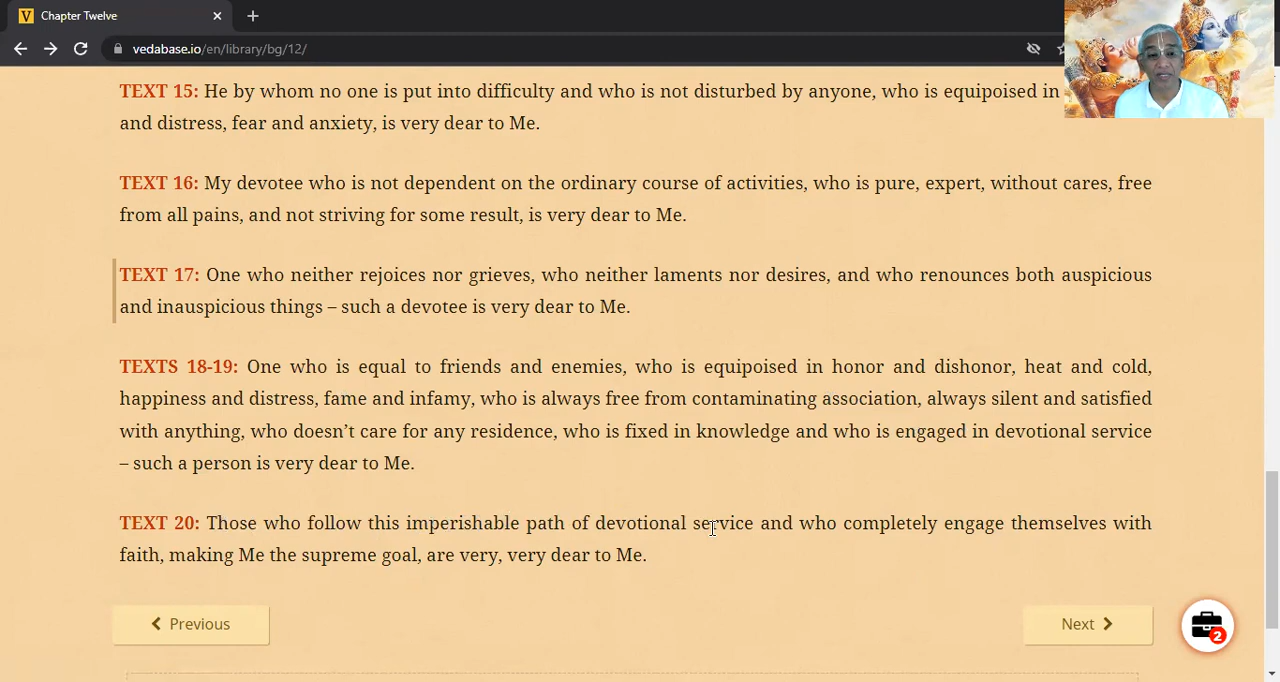 V Chapter Twelve
vedabase.io/en/library/bg/12/
TEXT 15: He by whom no one is put into difficulty and who is not disturbed by anyone, who is equipoised in
and distress, fear and anxiety, is very dear to Me.
TEXT 16: My devotee who is not dependent on the ordinary course of activities, who is pure, expert, without cares, free
from all pains, and not striving for some result, is very dear to Me.
TEXT 17: One who neither rejoices nor grieves, who neither laments nor desires, and who renounces both auspicious
and inauspicious things – such a devotee is very dear to Me.
TEXTS 18-19: One who is equal to friends and enemies, who is equipoised in honor and dishonor, heat and cold,
happiness and distress, fame and infamy, who is always free from contaminating association, always silent and satisfied
with anything, who doesn’t care for any residence, who is fixed in knowledge and who is engaged in devotional service
– such a person is very dear to Me.
TEXT 20: Those who follow this imperishable path of devotional service and who completely engage themselves with
faith, making Me the supreme goal, are very, very dear to Me.
Previous
Next
2